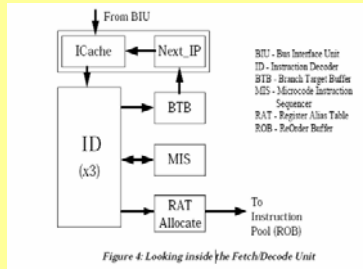 From BIU
ICache
Next_IP
BIU - Bus Interface Unit
ID - Instruction Decoder
BTB - Branch Target Buffer
MIS - Microcode Instruction
Sequencer
RAT - Register Alias Table
ROB - ReOrder Buffer
BTB
ID
(x3)
MIS
RAT
Allocate
To
Instruction
Pool (ROB)
Figure 4: Looking inside the Fetch/Decode Unit